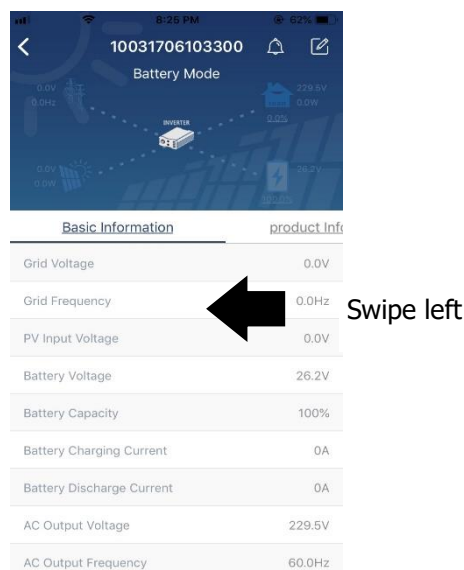 8:25 PM
62%
10031706103300
Battery Mode
0.0V
0.0Hz
229.5V
0.0W
0.0%
INVERTER
0.0V
0.0W
26.2V
100.0%
Basic Information
product Info
Grid Voltage 0.0V
Grid Frequency 0.0Hz
Swipe left
PV Input Voltage 0.0V
Battery Voltage 26.2V
Battery Capacity 100%
Battery Charging Current 0A
Battery Discharge Current 0A
AC Output Voltage 229.5V
AC Output Frequency 60.0Hz